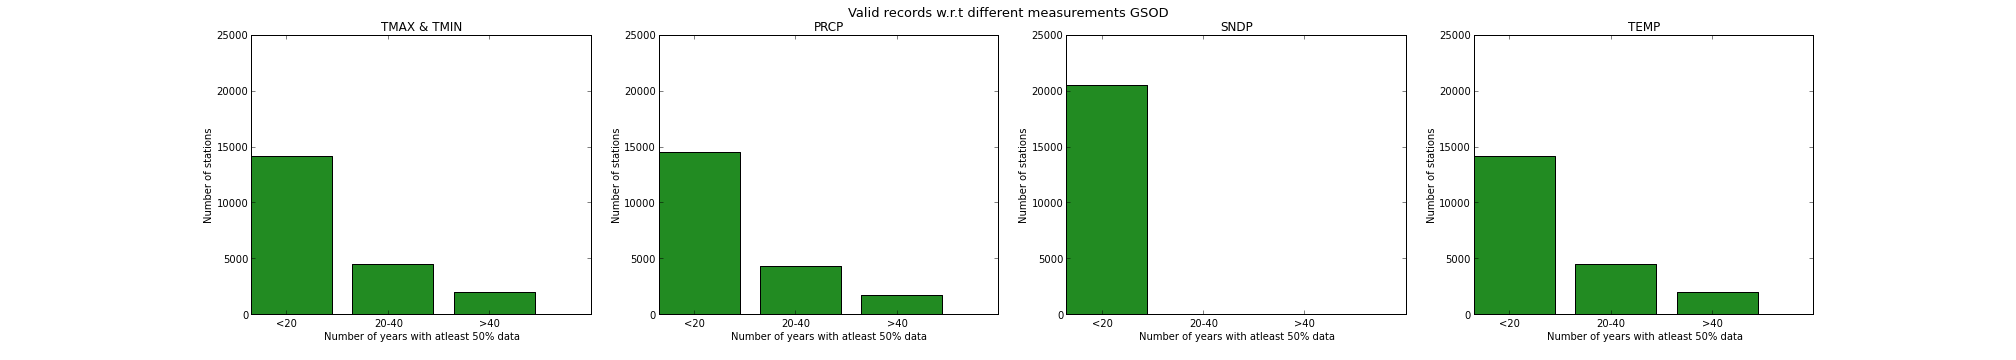 Valid records w.r.t different measurements GSOD
TMAX & TMIN
25000
20000
15000
10000
5000
0
Number of stations
<20 20-40 >40
Number of years with atleast 50% data
PRCP
25000
20000
15000
10000
5000
0
Number of stations
<20 20-40 >40
Number of years with atleast 50% data
SNDP
25000
20000
15000
10000
5000
0
Number of stations
<20 20-40 >40
Number of years with atleast 50% data
TEMP
25000
20000
15000
10000
5000
0
Number of stations
<20 20-40 >40
Number of years with atleast 50% data